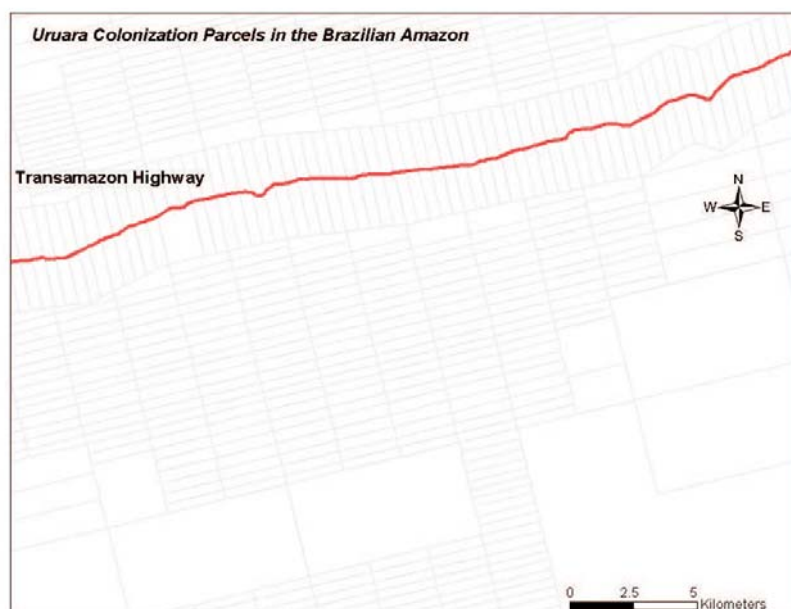 Uruara Colonization Parcels in the Brazilian Amazon
Transamazon Highway
N
W E
S
0 2.5 5
Kilometers